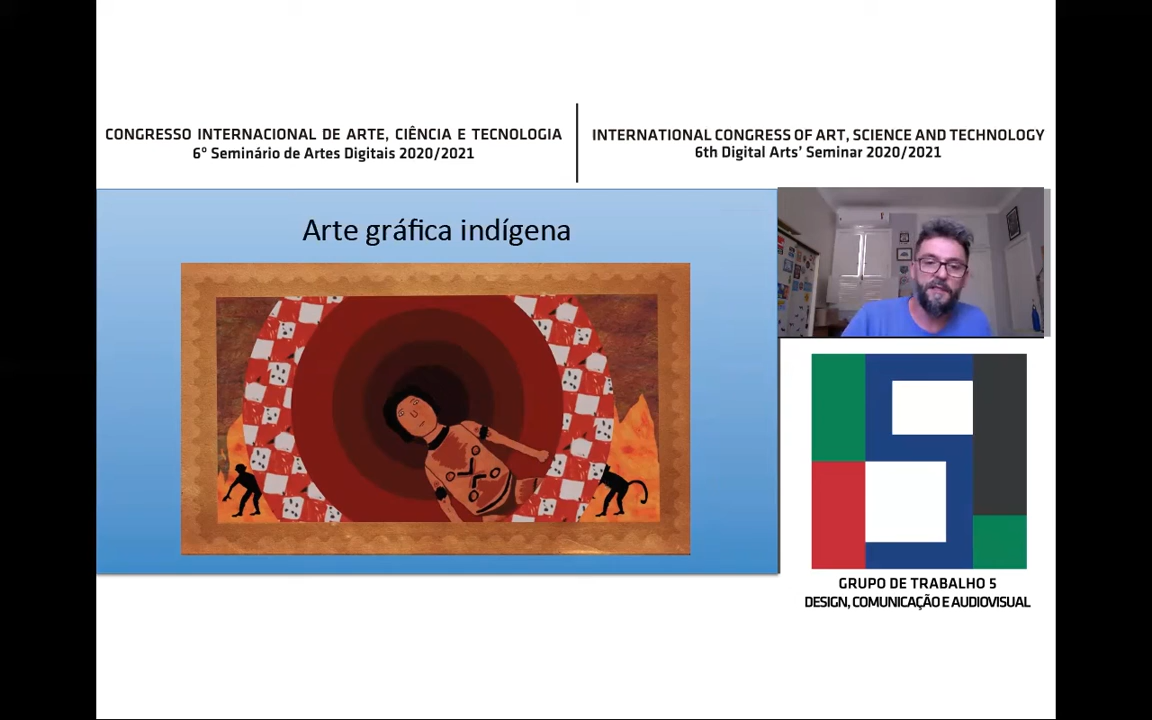 CONGRESSO INTERNACIONAL DE ARTE, CIÊNCIA E TECNOLOGIA
6º Seminário de Artes Digitais 2020/2021
INTERNATIONAL CONGRESS OF ART, SCIENCE AND TECHNOLOGY
6th Digital Arts’ Seminar 2020/2021
Arte gráfica indígena
5
GRUPO DE TRABALHO 5
DESIGN, COMUNICAÇÃO E AUDIOVISUAL